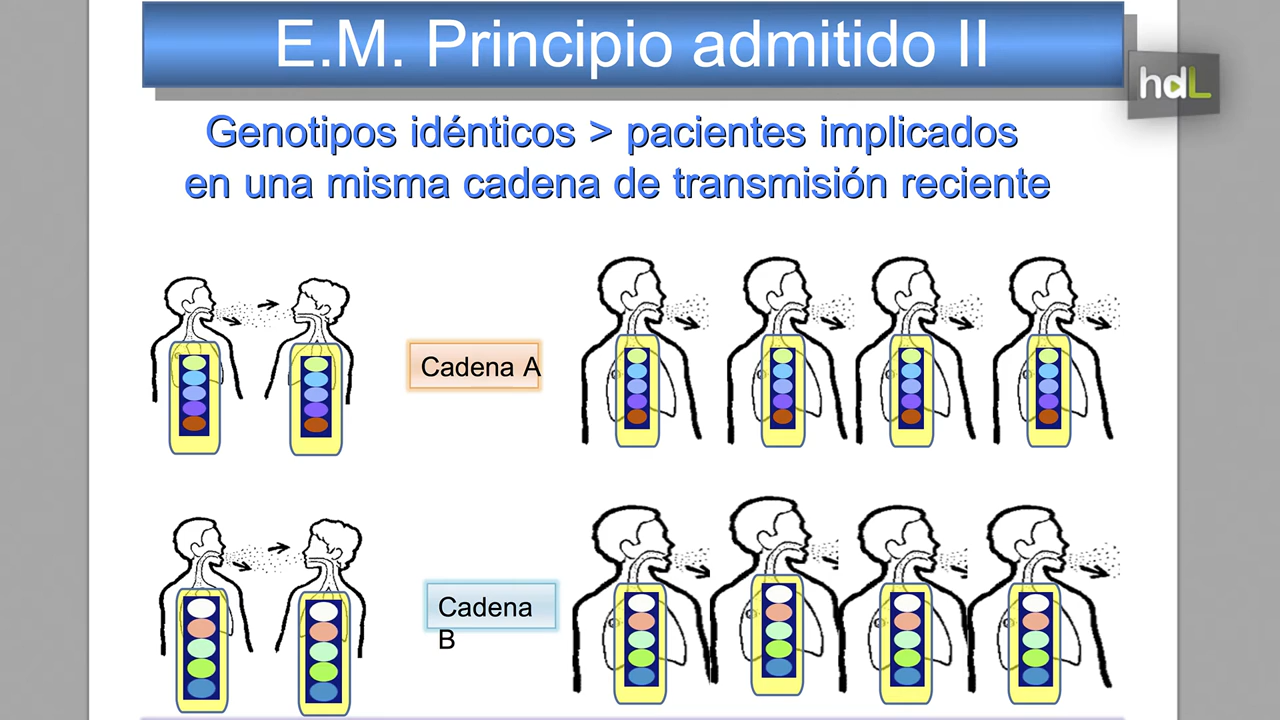 E.M. Principio admitido II
hdL
Genotipos idénticos > pacientes implicados
en una misma cadena de transmisión reciente
Cadena A
Cadena
B